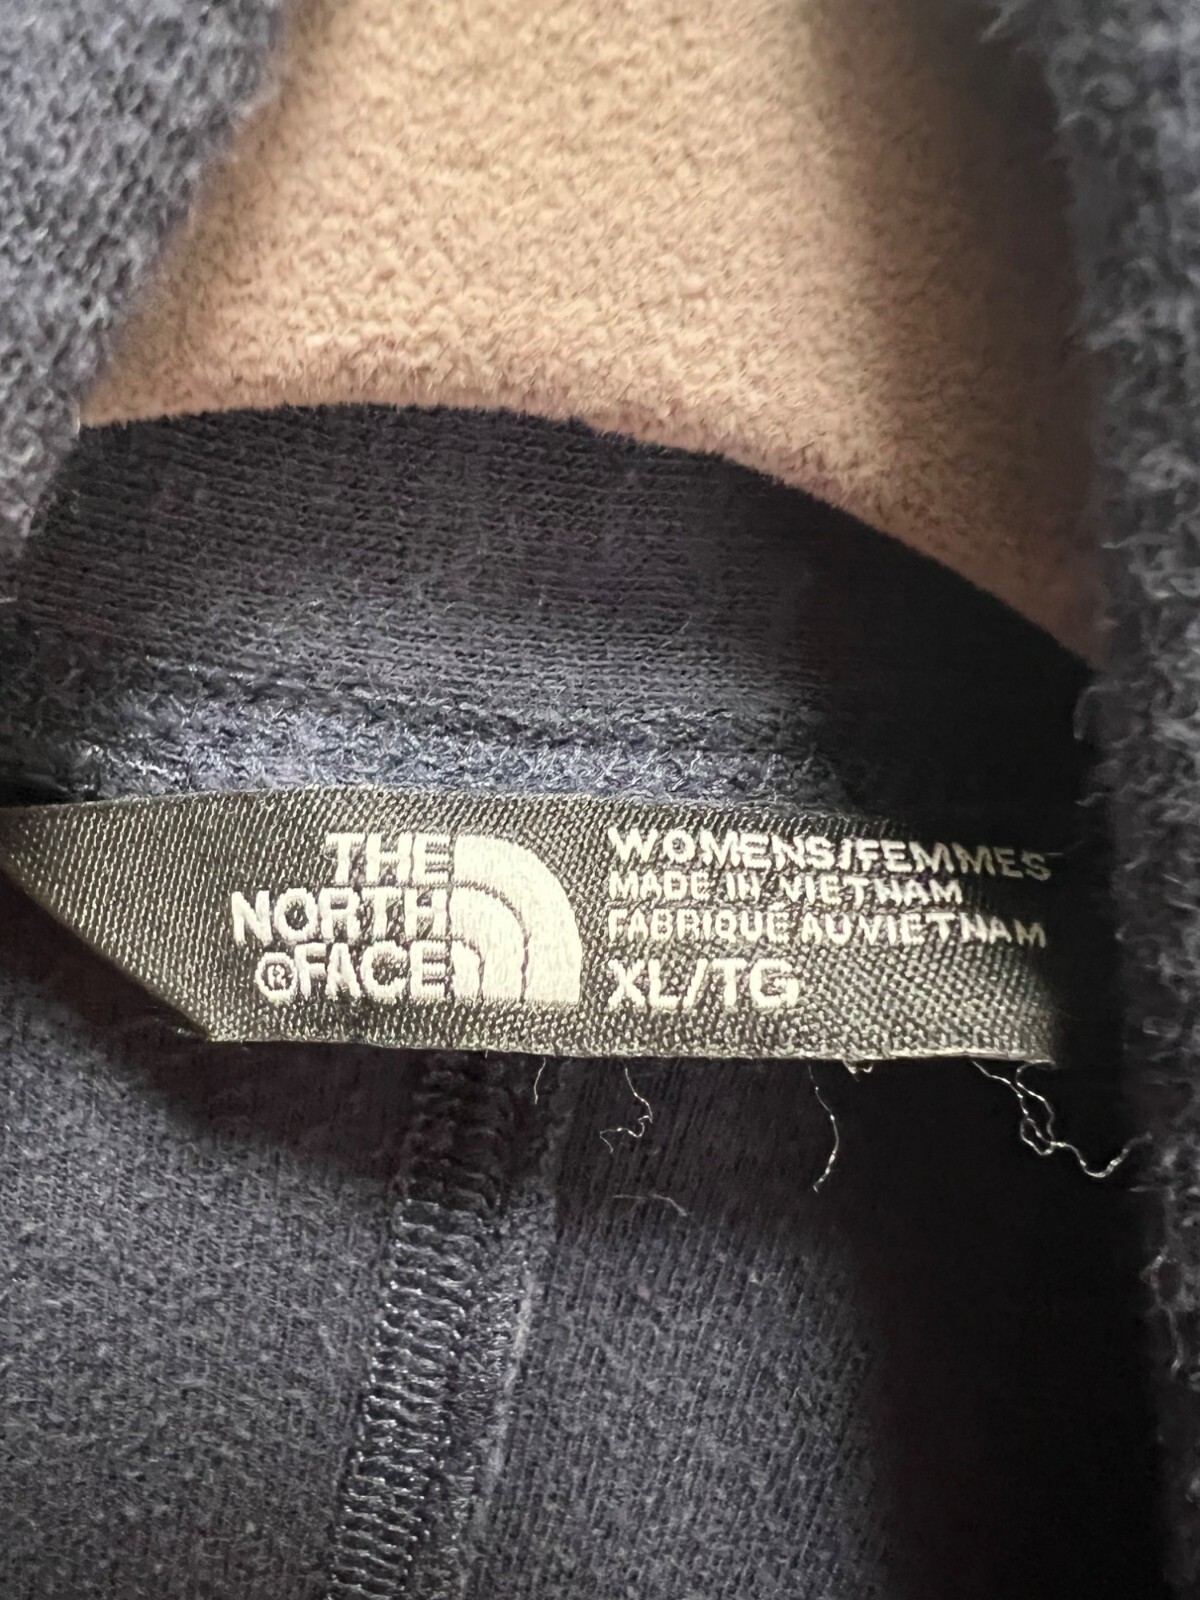 THE
NORTH
®FACE
WOMENS/FEMMES
MADE IN VIETNAM
FABRIQUÉ AU VIETNAM
XL/TG